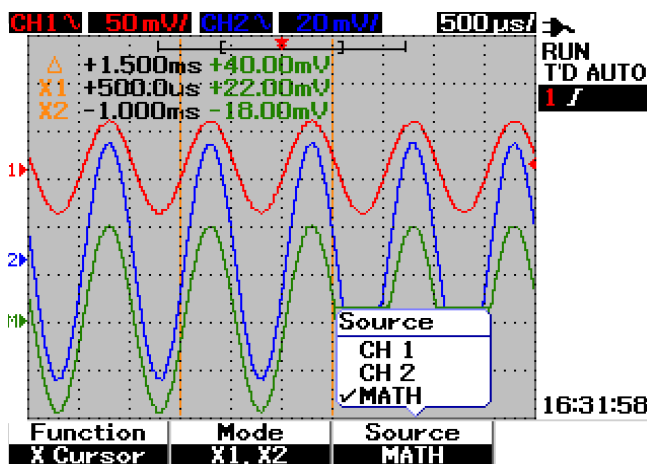 CH1 ∿ 50 mV/ CH2 ∿ 20 mV/ 500 µs/
RUN
T'D AUTO
1
Δ +1.500ms +40.00mV
X1 +500.0us +22.00mV
X2 -1.000ms -18.00mV
1
2
M
Source
CH 1
CH 2
✓MATH
16:31:58
Function Mode Source
X Cursor X1, X2 MATH